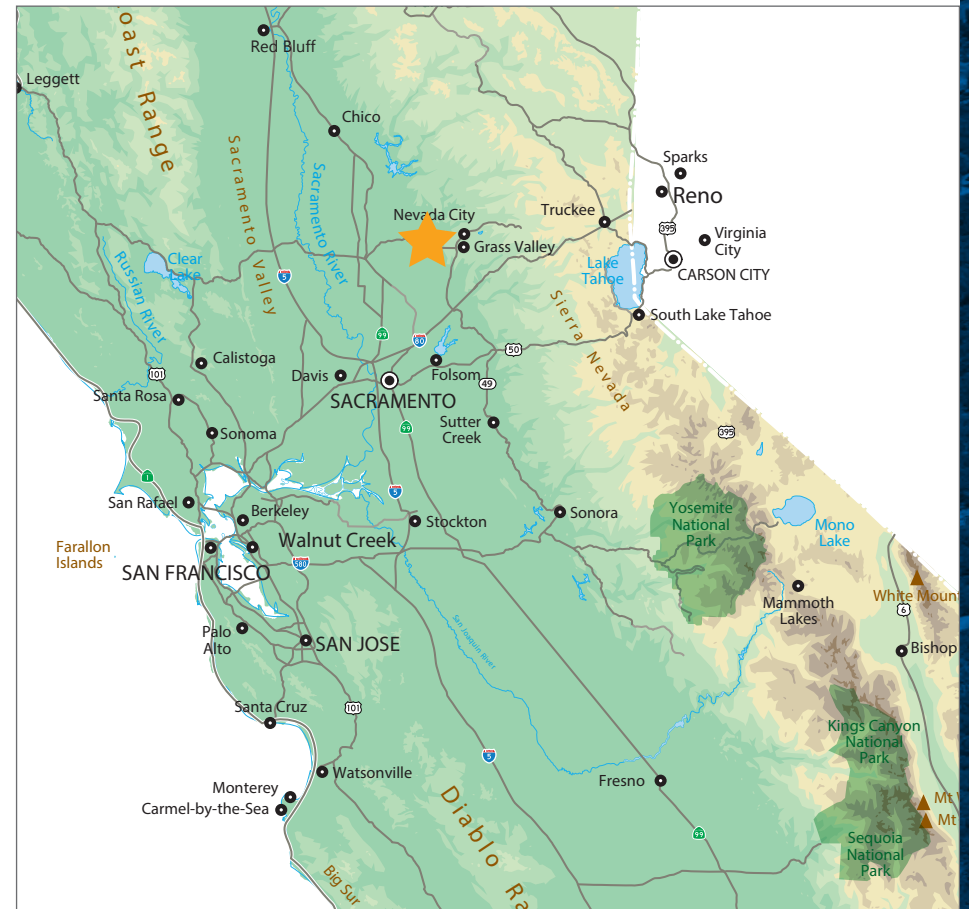 oast Range
Red Bluff
Leggett
Chico
Sacramento Valley
Sacramento River
Sparks
Reno
395
Truckee
Nevada City
Grass Valley
Virginia
City
CARSON CITY
Lake
Tahoe
South Lake Tahoe
Russian River
Clear
Lake
5
Sierra Nevada
99
80
50
Calistoga
Davis
Folsom
49
SACRAMENTO
101
Santa Rosa
99
Sutter
Creek
Sonoma
395
1
5
San Rafael
Berkeley
Stockton
Sonora
Yosemite
National
Park
Mono
Lake
Walnut Creek
Farallon
Islands
SAN FRANCISCO
580
White Moun
Mammoth
Lakes
6
Palo
Alto
SAN JOSE
San Joaquin River
Bishop
Santa Cruz
101
Kings Canyon
National
Park
5
Watsonville
Fresno
Monterey
Carmel-by-the-Sea
Mt
Mt
Diablo Ra
99
Sequoia
National
Park
Big Sur